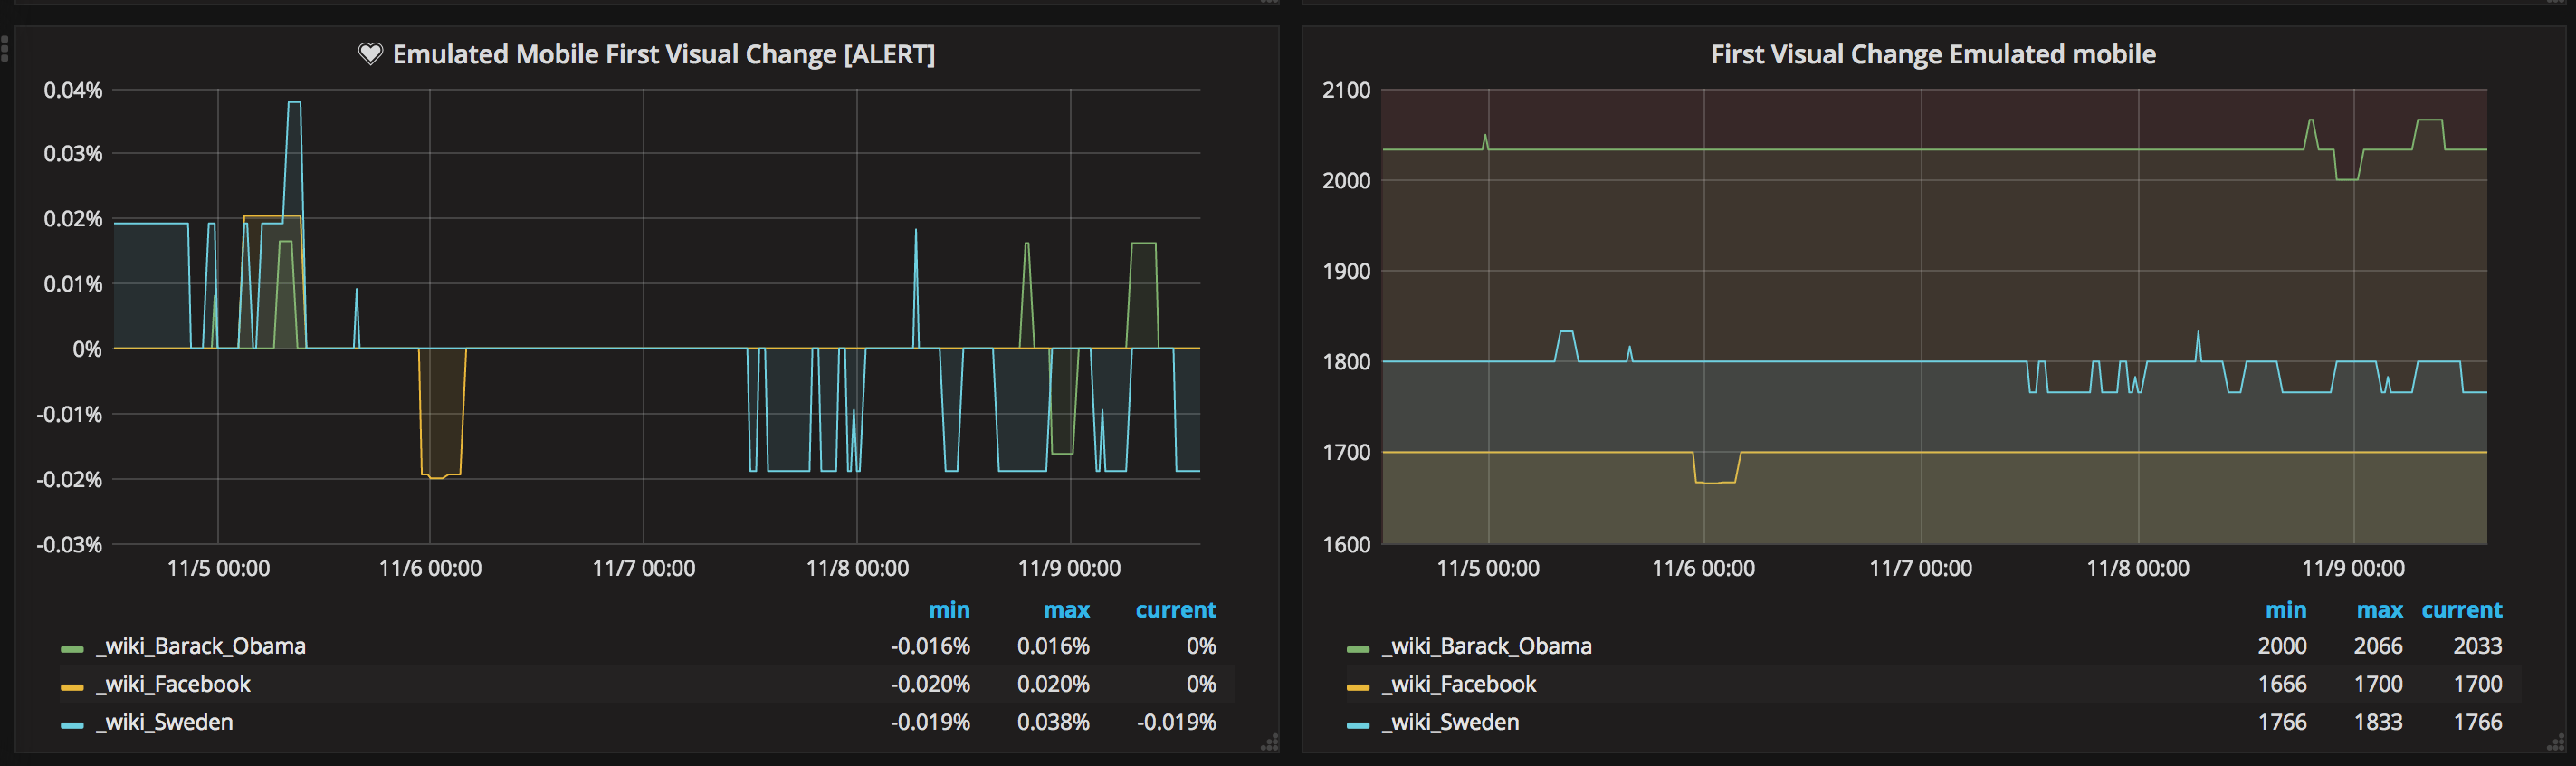 Emulated Mobile First Visual Change [ALERT]
0.04%
0.03%
0.02%
0.01%
0%
-0.01%
-0.02%
-0.03%
11/5 00:00 11/6 00:00 11/7 00:00 11/8 00:00 11/9 00:00
min max current
_wiki_Barack_Obama -0.016% 0.016% 0%
_wiki_Facebook -0.020% 0.020% 0%
_wiki_Sweden -0.019% 0.038% -0.019%
First Visual Change Emulated mobile
2100
2000
1900
1800
1700
1600
11/5 00:00 11/6 00:00 11/7 00:00 11/8 00:00 11/9 00:00
min max current
_wiki_Barack_Obama 2000 2066 2033
_wiki_Facebook 1666 1700 1700
_wiki_Sweden 1766 1833 1766